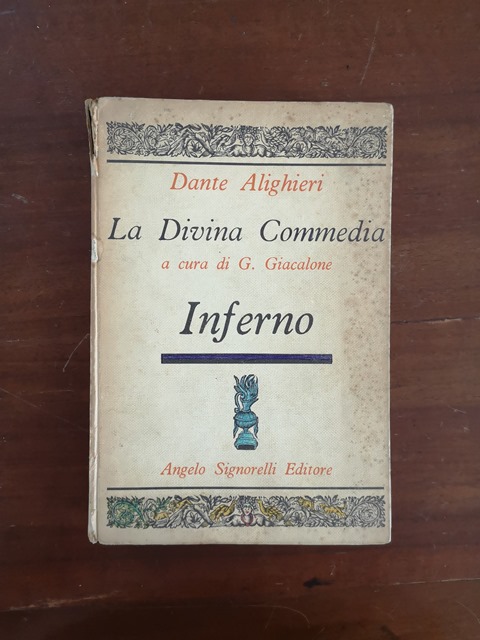 Dante Alighieri
La Divina Commedia
a cura di G. Giacalone
Inferno
Angelo Signorelli Editore